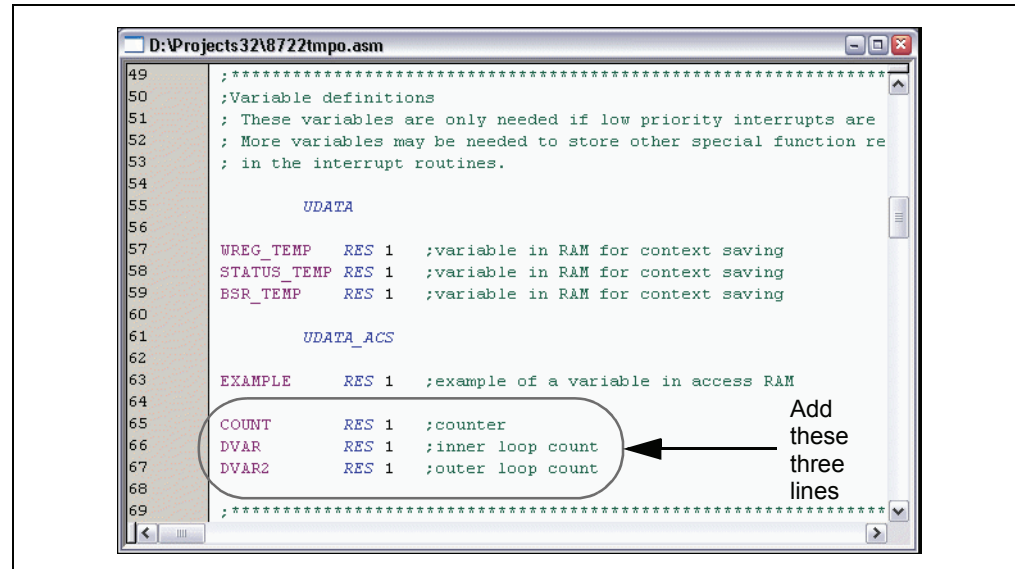 D:\Projects32\8722tmpo.asm
49 ;****************************************************************
50 ;Variable definitions
51 ; These variables are only needed if low priority interrupts are
52 ; More variables may be needed to store other special function re
53 ; in the interrupt routines.
54
55 UDATA
56
57 WREG_TEMP RES 1 ;variable in RAM for context saving
58 STATUS_TEMP RES 1 ;variable in RAM for context saving
59 BSR_TEMP RES 1 ;variable in RAM for context saving
60
61 UDATA_ACS
62
63 EXAMPLE RES 1 ;example of a variable in access RAM
64
65 COUNT RES 1 ;counter
66 DVAR RES 1 ;inner loop count
67 DVAR2 RES 1 ;outer loop count
68
69 ;****************************************************************
Add
these
three
lines